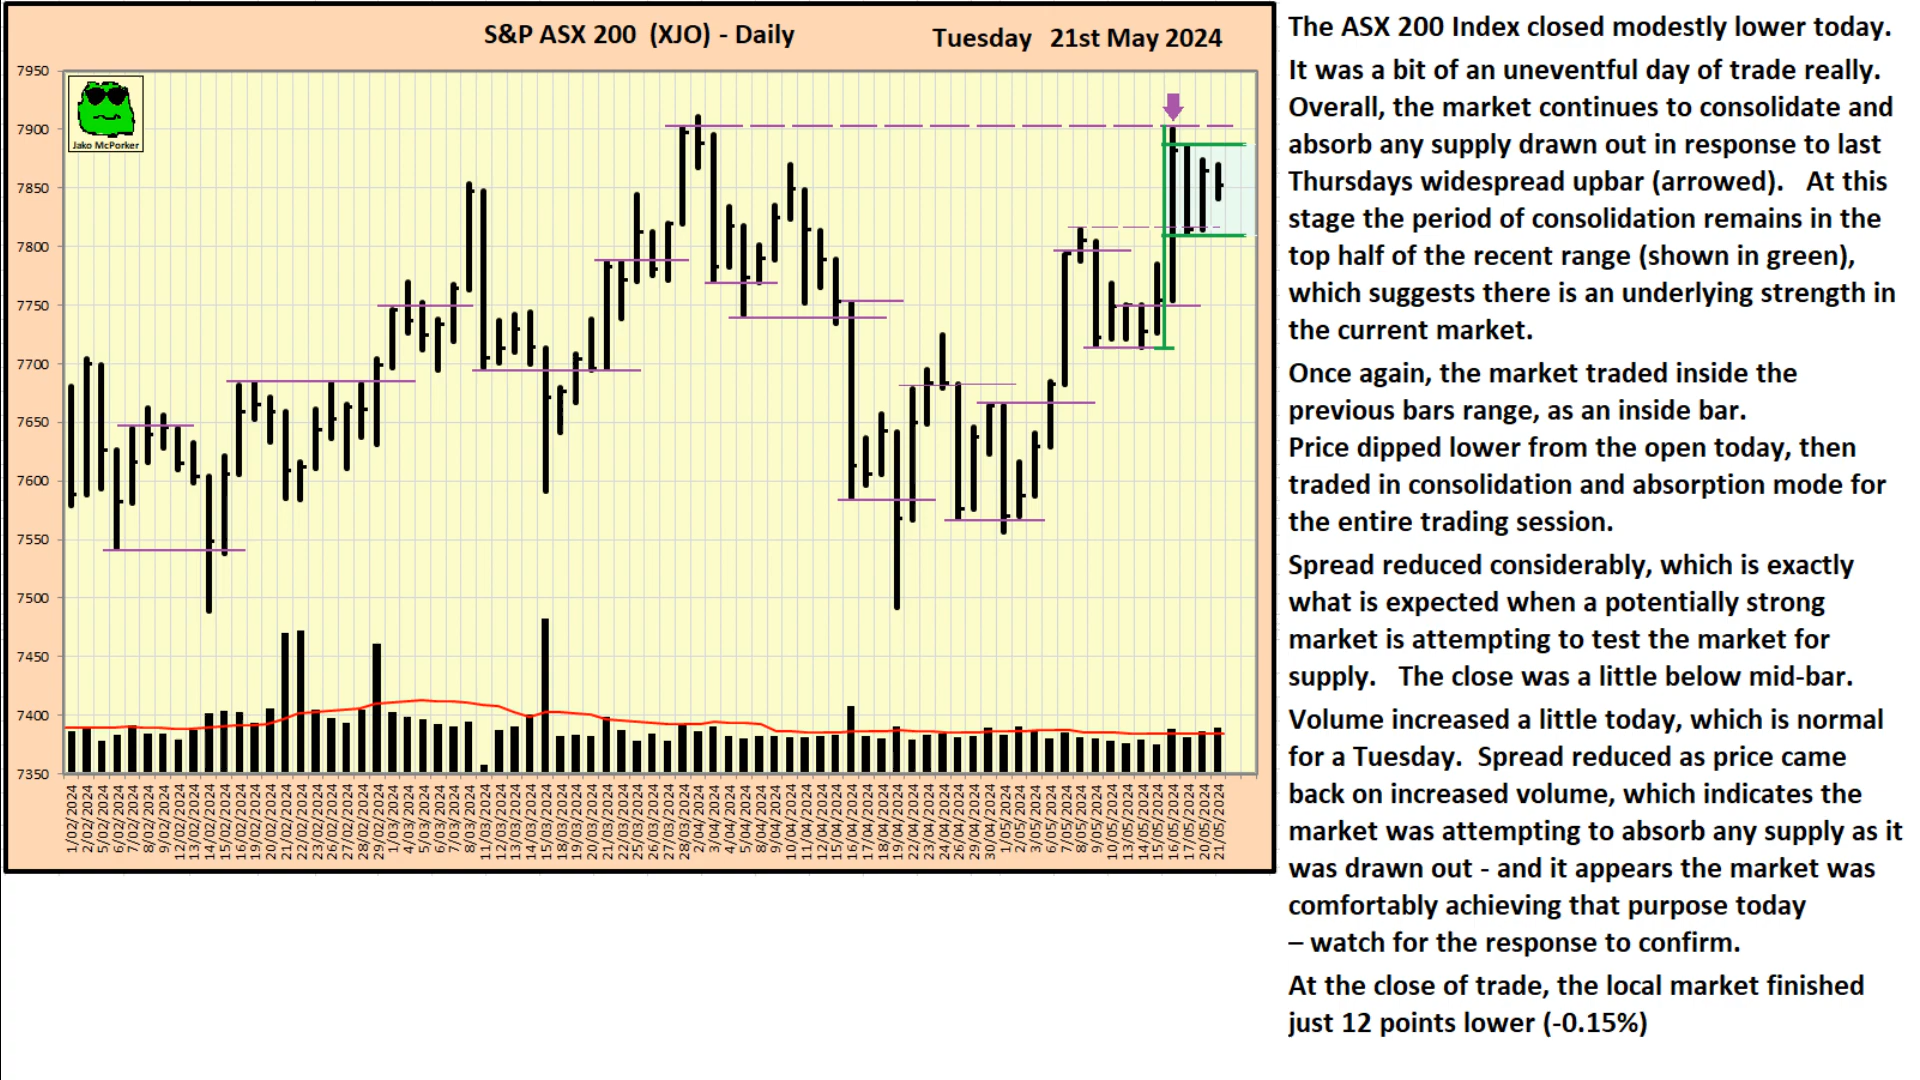 S&P ASX 200 (XJO) - Daily
Tuesday 21st May 2024
Jako McPorker
7950
7900
7850
7800
7750
7700
7650
7600
7550
7500
7450
7400
7350
1/02/2024
2/02/2024
5/02/2024
6/02/2024
7/02/2024
8/02/2024
9/02/2024
12/02/2024
13/02/2024
14/02/2024
15/02/2024
16/02/2024
19/02/2024
20/02/2024
21/02/2024
22/02/2024
23/02/2024
26/02/2024
27/02/2024
28/02/2024
29/02/2024
1/03/2024
4/03/2024
5/03/2024
6/03/2024
7/03/2024
8/03/2024
11/03/2024
12/03/2024
13/03/2024
14/03/2024
15/03/2024
18/03/2024
19/03/2024
20/03/2024
21/03/2024
22/03/2024
25/03/2024
26/03/2024
27/03/2024
28/03/2024
2/04/2024
3/04/2024
4/04/2024
5/04/2024
8/04/2024
9/04/2024
10/04/2024
11/04/2024
12/04/2024
15/04/2024
16/04/2024
17/04/2024
18/04/2024
19/04/2024
22/04/2024
23/04/2024
24/04/2024
26/04/2024
29/04/2024
30/04/2024
1/05/2024
2/05/2024
3/05/2024
6/05/2024
7/05/2024
8/05/2024
9/05/2024
10/05/2024
13/05/2024
14/05/2024
15/05/2024
16/05/2024
17/05/2024
20/05/2024
21/05/2024
The ASX 200 Index closed modestly lower today.
It was a bit of an uneventful day of trade really.
Overall, the market continues to consolidate and
absorb any supply drawn out in response to last
Thursdays widespread upbar (arrowed). At this
stage the period of consolidation remains in the
top half of the recent range (shown in green),
which suggests there is an underlying strength in
the current market.
Once again, the market traded inside the
previous bars range, as an inside bar.
Price dipped lower from the open today, then
traded in consolidation and absorption mode for
the entire trading session.
Spread reduced considerably, which is exactly
what is expected when a potentially strong
market is attempting to test the market for
supply. The close was a little below mid-bar.
Volume increased a little today, which is normal
for a Tuesday. Spread reduced as price came
back on increased volume, which indicates the
market was attempting to absorb any supply as it
was drawn out - and it appears the market was
comfortably achieving that purpose today
– watch for the response to confirm.
At the close of trade, the local market finished
just 12 points lower (-0.15%)